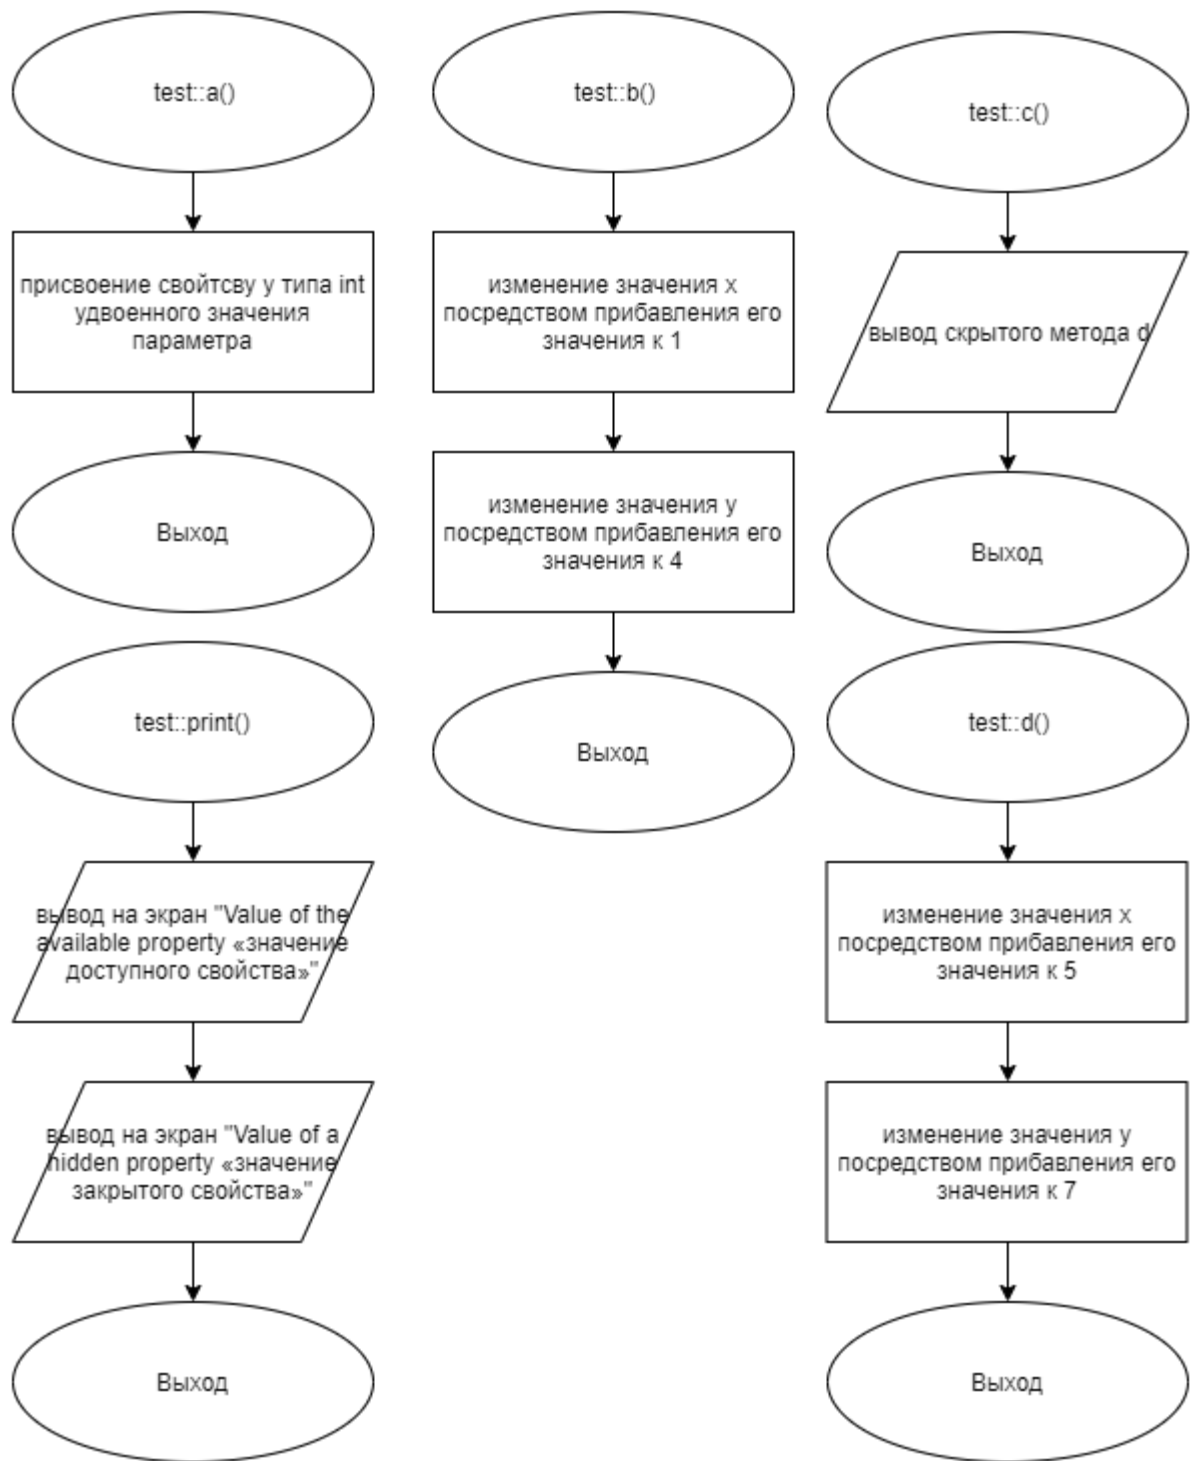 test::a()
присвоение свойтсву у типа int
удвоенного значения
параметра
Выход
test::b()
изменение значения x
посредством прибавления его
значения к 1
изменение значения у
посредством прибавления его
значения к 4
Выход
test::c()
вывод скрытого метода d
Выход
test::print()
вывод на экран "Value of the
available property «значение
доступного свойства»"
вывод на экран "Value of a
hidden property «значение
закрытого свойства»"
Выход
test::d()
изменение значения x
посредством прибавления его
значения к 5
изменение значения у
посредством прибавления его
значения к 7
Выход